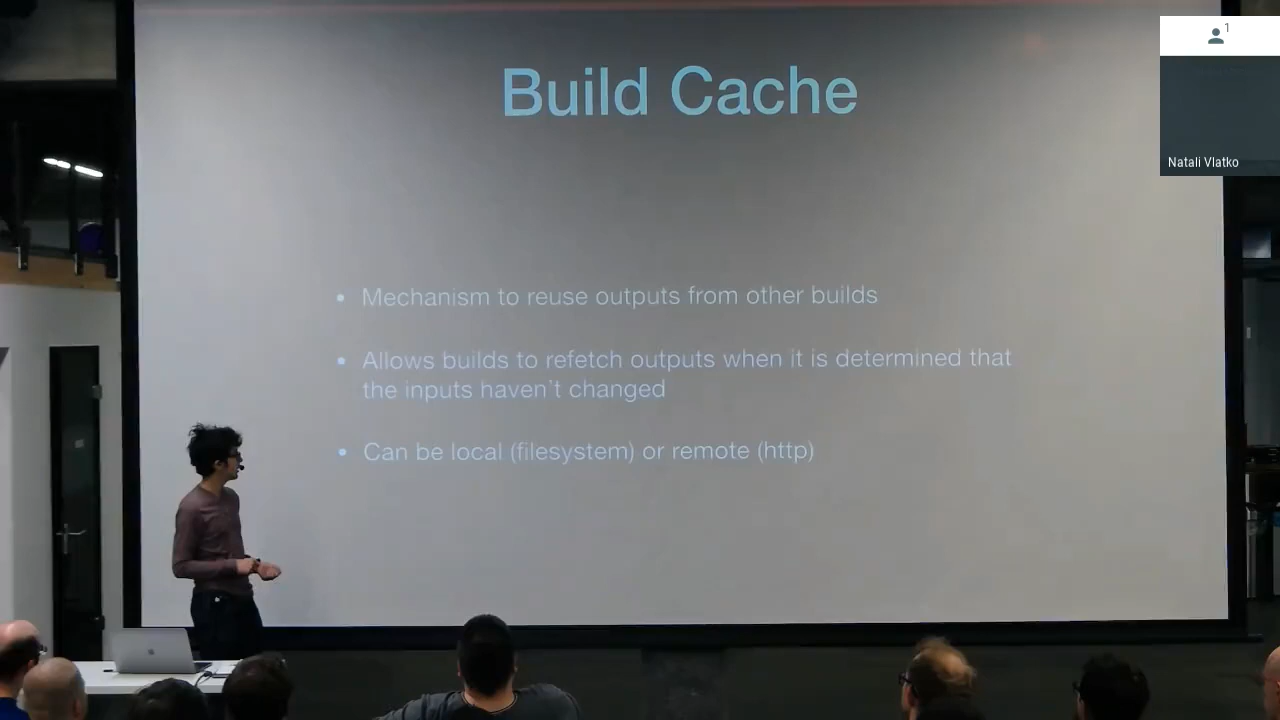 Build Cache
1
Natali Vlatko
• Mechanism to reuse outputs from other builds
• Allows builds to refetch outputs when it is determined that
the inputs haven't changed
• Can be local (filesystem) or remote (http)